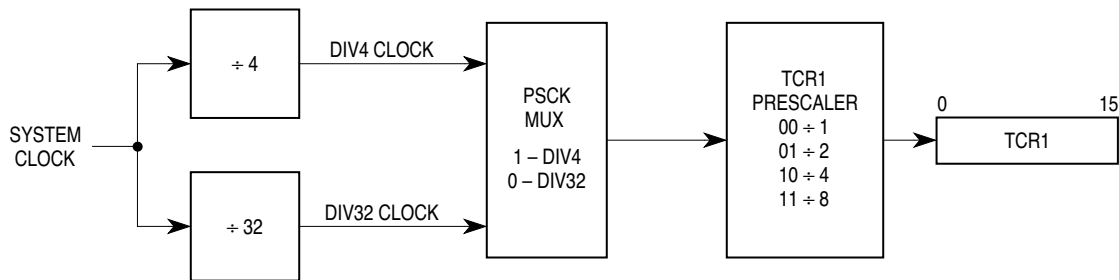 ÷ 4
DIV4 CLOCK
SYSTEM
CLOCK
÷ 32
DIV32 CLOCK
PSCK
MUX
1 – DIV4
0 – DIV32
TCR1
PRESCALER
00 ÷ 1
01 ÷ 2
10 ÷ 4
11 ÷ 8
0 15
TCR1